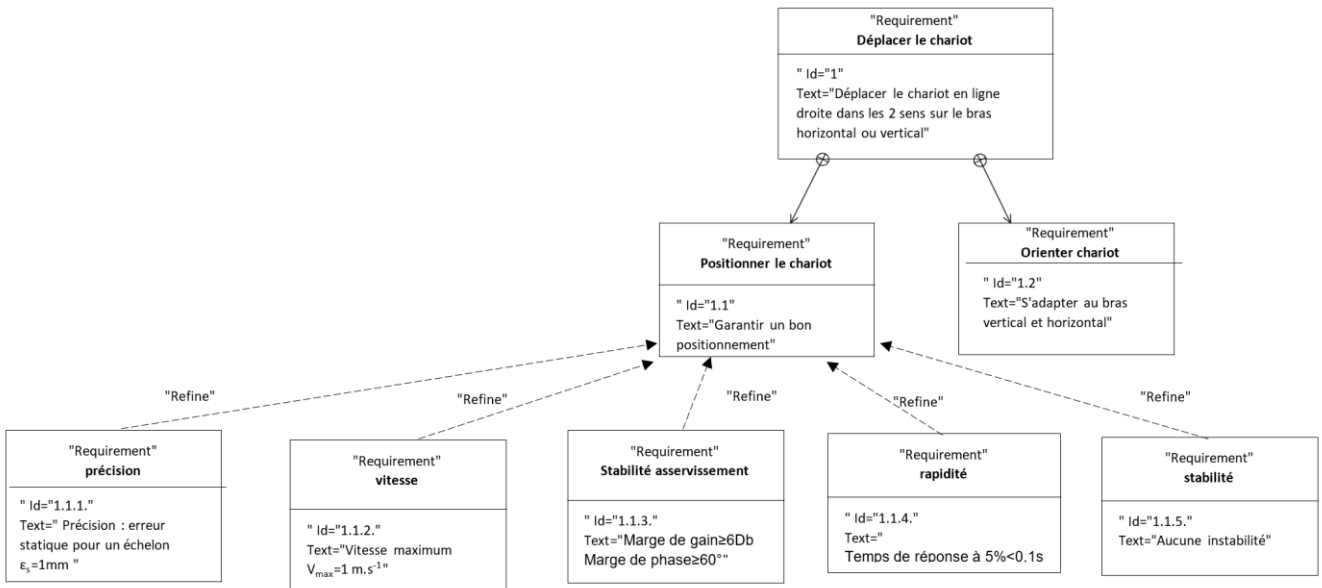 "Requirement"
Déplacer le chariot
" Id="1"
Text="Déplacer le chariot en ligne
droite dans les 2 sens sur le bras
horizontal ou vertical"
"Requirement"
Positionner le chariot
" Id="1.1"
Text="Garantir un bon
positionnement"
"Requirement"
Orienter chariot
" Id="1.2"
Text="S'adapter au bras
vertical et horizontal"
"Refine"
"Refine"
"Refine"
"Refine"
"Refine"
"Requirement"
précision
" Id="1.1.1."
Text=" Précision : erreur
statique pour un échelon
εs=1mm "
"Requirement"
vitesse
" Id="1.1.2."
Text="Vitesse maximum
Vmax=1 m.s-1"
"Requirement"
Stabilité asservissement
" Id="1.1.3."
Text="Marge de gain≥6Db
Marge de phase≥60°"
"Requirement"
rapidité
" Id="1.1.4."
Text="
Temps de réponse à 5%<0.1s
"Requirement"
stabilité
" Id="1.1.5."
Text="Aucune instabilité"